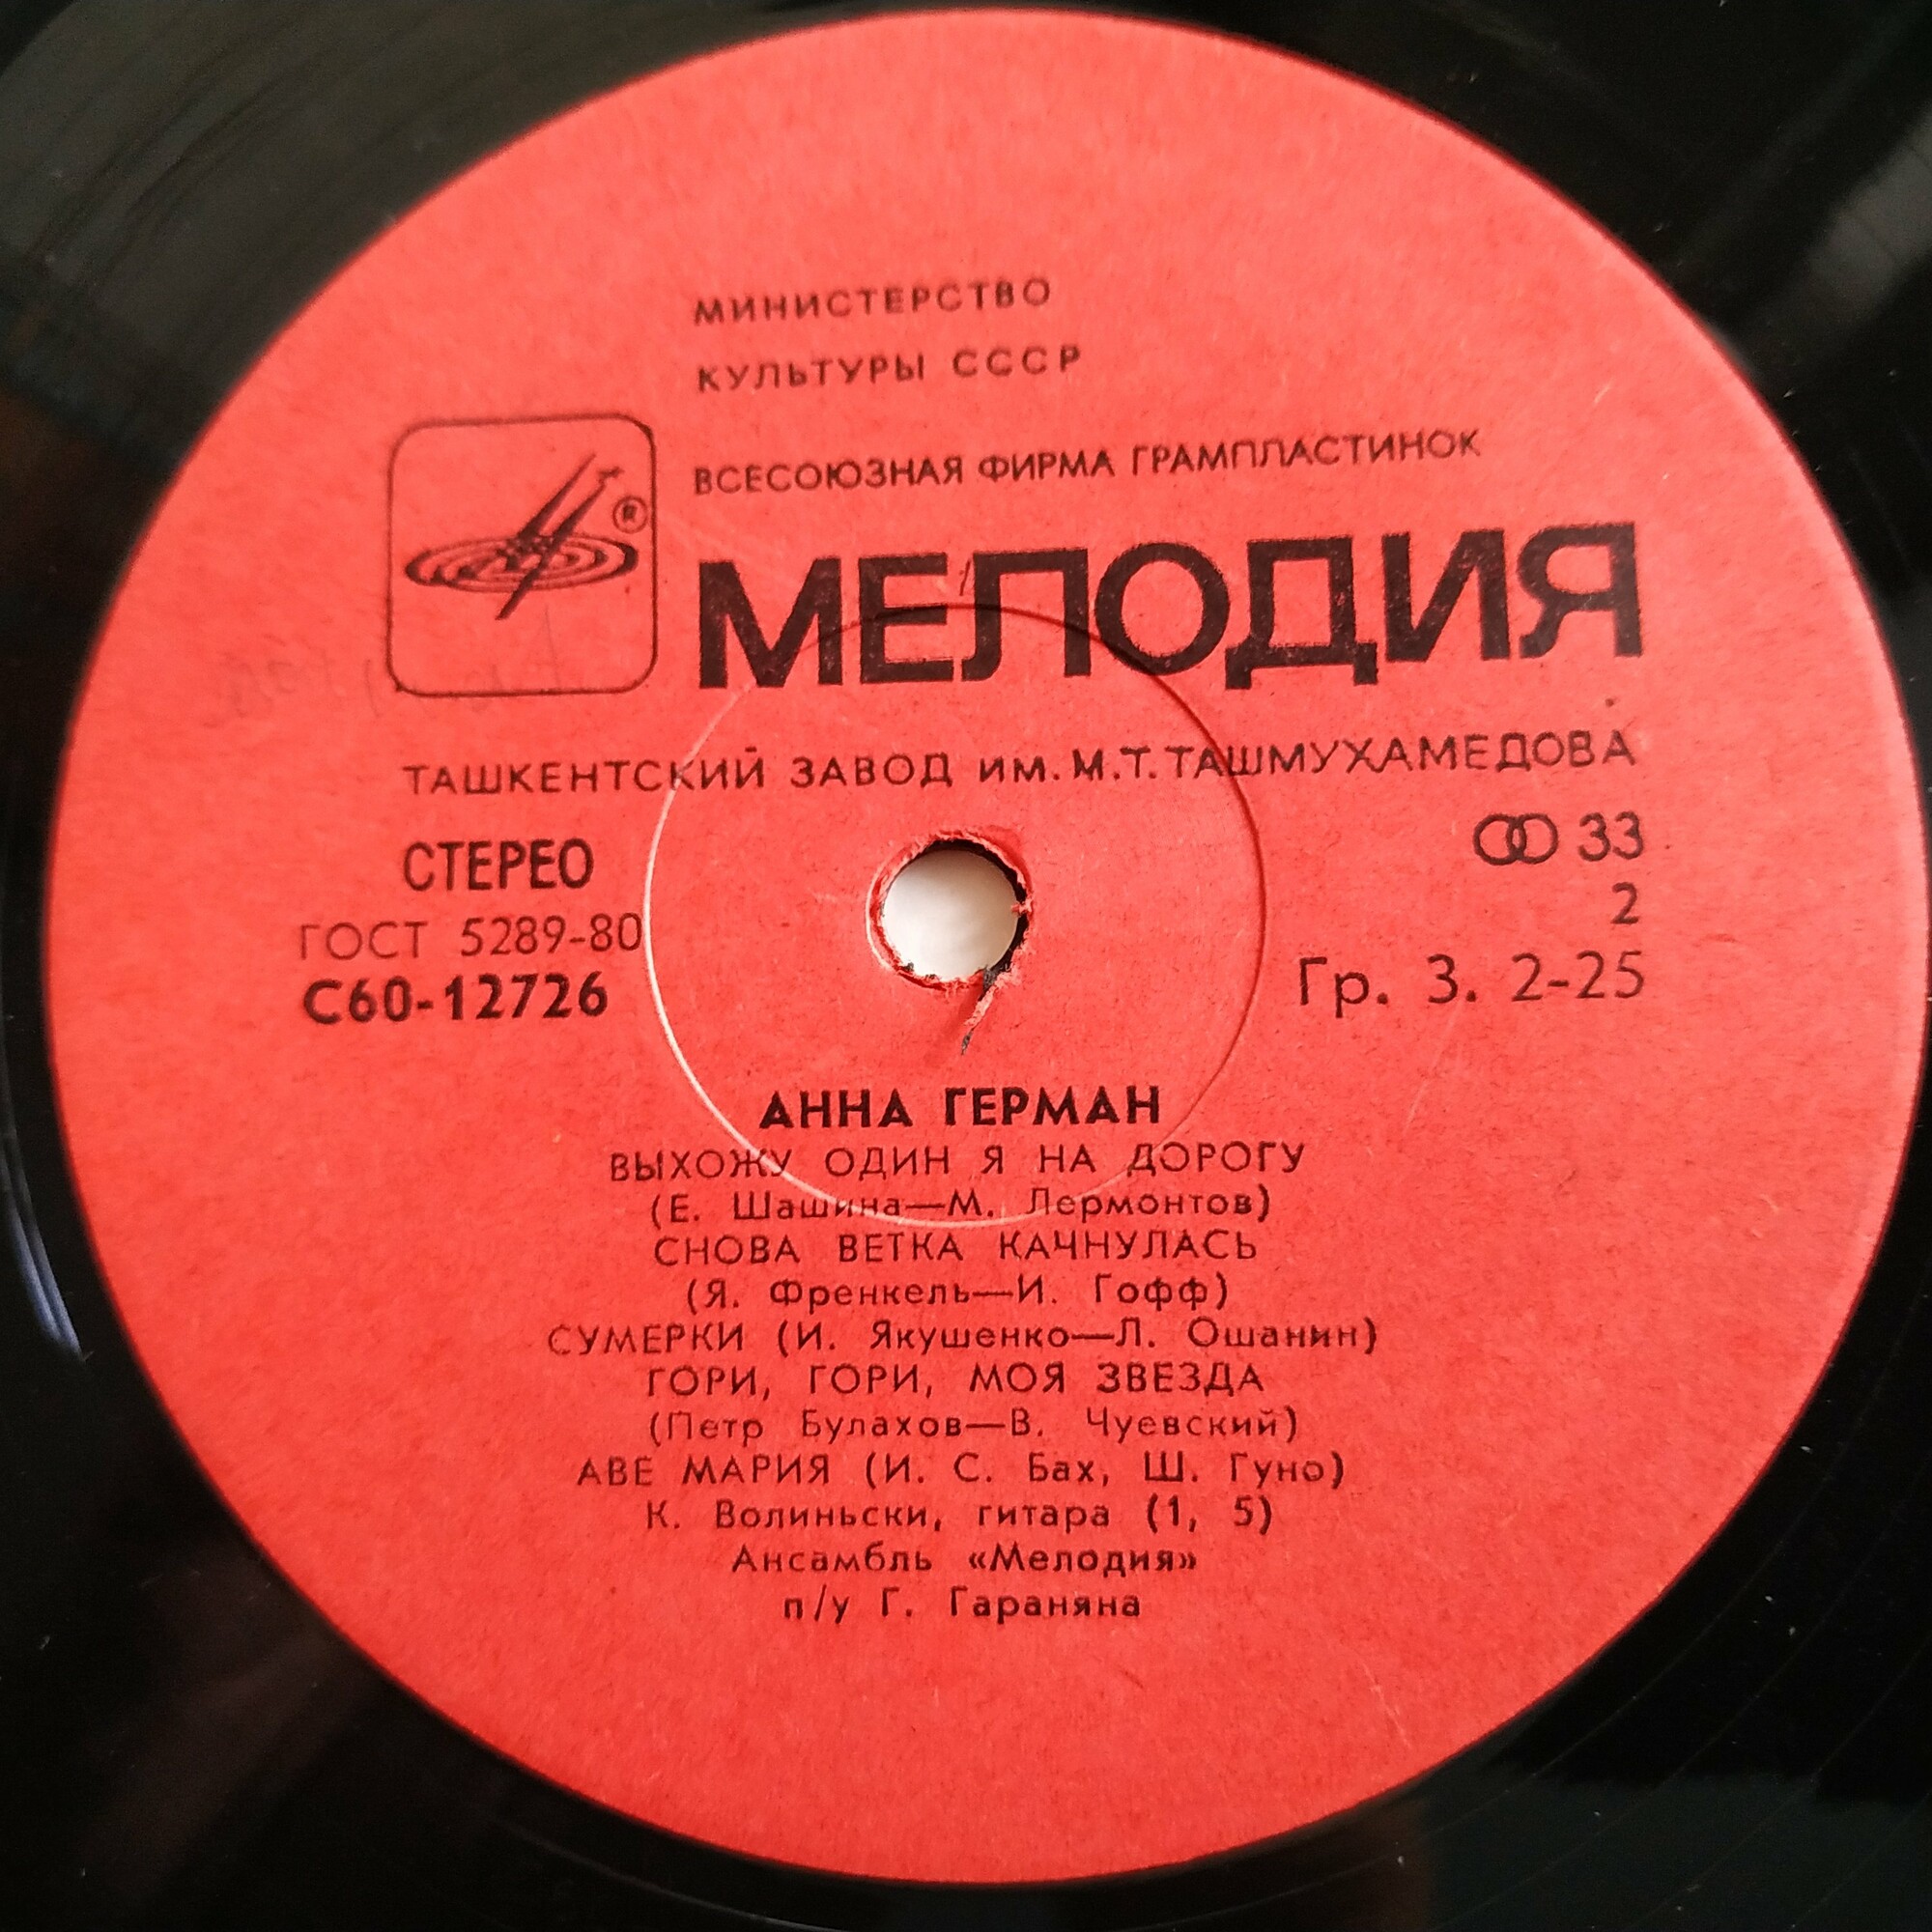 МИНИСТЕРСТВО
КУЛЬТУРЫ СССР
ВСЕСОЮЗНАЯ ФИРМА ГРАМПЛАСТИНОК
®
МЕЛОДИЯ
ТАШКЕНТСКИЙ ЗАВОД ИМ. М.Т. ТАШМУХАМЕДОВА
СТЕРЕО
33
ГОСТ 5289-80
2
С60-12726
Гр. 3. 2-25
АННА ГЕРМАН
ВЫХОЖУ ОДИН Я НА ДОРОГУ
(Е. Шашина—М. Лермонтов)
СНОВА ВЕТКА КАЧНУЛАСЬ
(Я. Френкель—И. Гофф)
СУМЕРКИ (И. Якушенко—Л. Ошанин)
ГОРИ, ГОРИ, МОЯ ЗВЕЗДА
(Петр Булахов—В. Чуевский)
АВЕ МАРИЯ (И. С. Бах, Ш. Гуно)
К. Волиньски, гитара (1, 5)
Ансамбль «Мелодия»
п/у Г. Гараняна